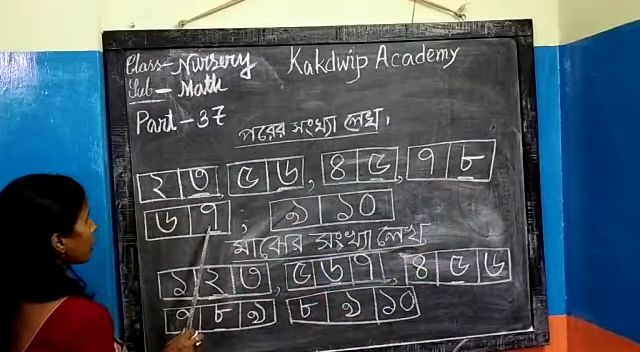 Class- Nursery
Kakdwip Academy
Sub - Math
Part - 37
পরের সংখ্যা লেখ।
২ ৩, ৫ ৬, ৪ ৫, ৭ ৮
৬ ৭; ৯ ১০
মাঝের সংখ্যা লেখ
১ ২ ৩, ৫ ৬ ৭, ৪ ৫ ৬
৭ ৮ ৯ ৮ ৯ ১০